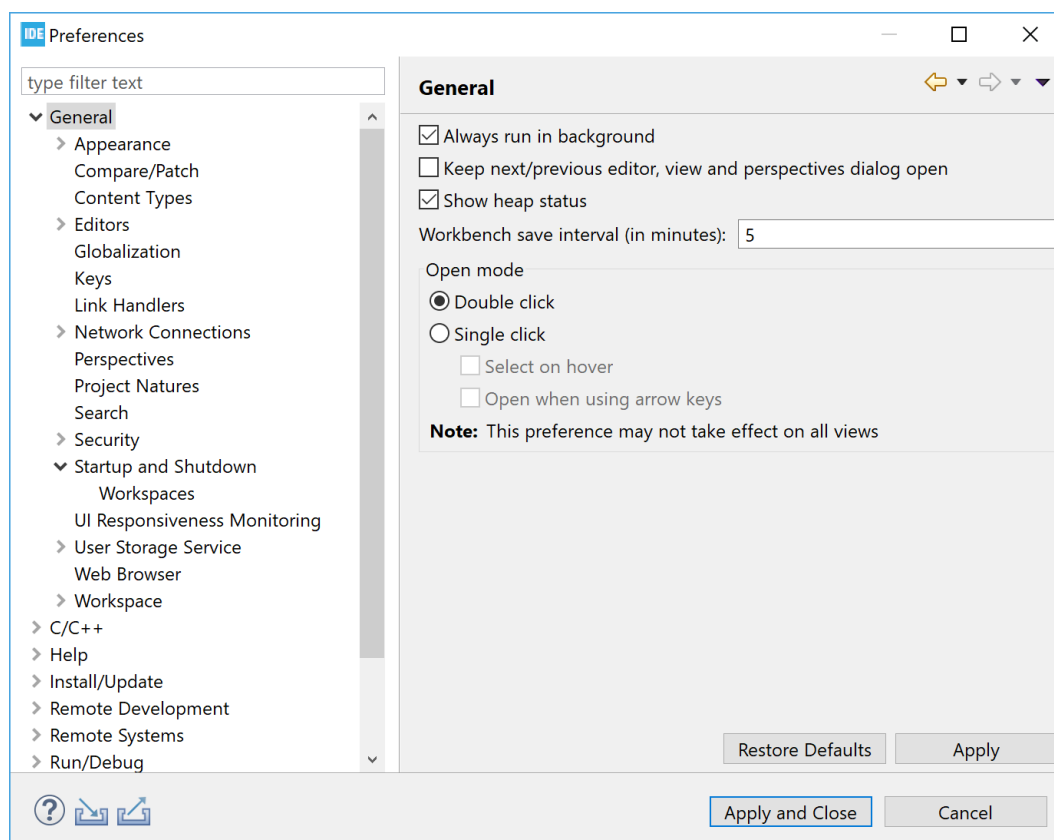 IDE Preferences
type filter text
General
Appearance
Compare/Patch
Content Types
Editors
Globalization
Keys
Link Handlers
Network Connections
Perspectives
Project Natures
Search
Security
Startup and Shutdown
Workspaces
UI Responsiveness Monitoring
User Storage Service
Web Browser
Workspace
C/C++
Help
Install/Update
Remote Development
Remote Systems
Run/Debug
General
Always run in background
Keep next/previous editor, view and perspectives dialog open
Show heap status
Workbench save interval (in minutes): 5
Open mode
Double click
Single click
Select on hover
Open when using arrow keys
Note: This preference may not take effect on all views
Restore Defaults Apply
? Apply and Close Cancel